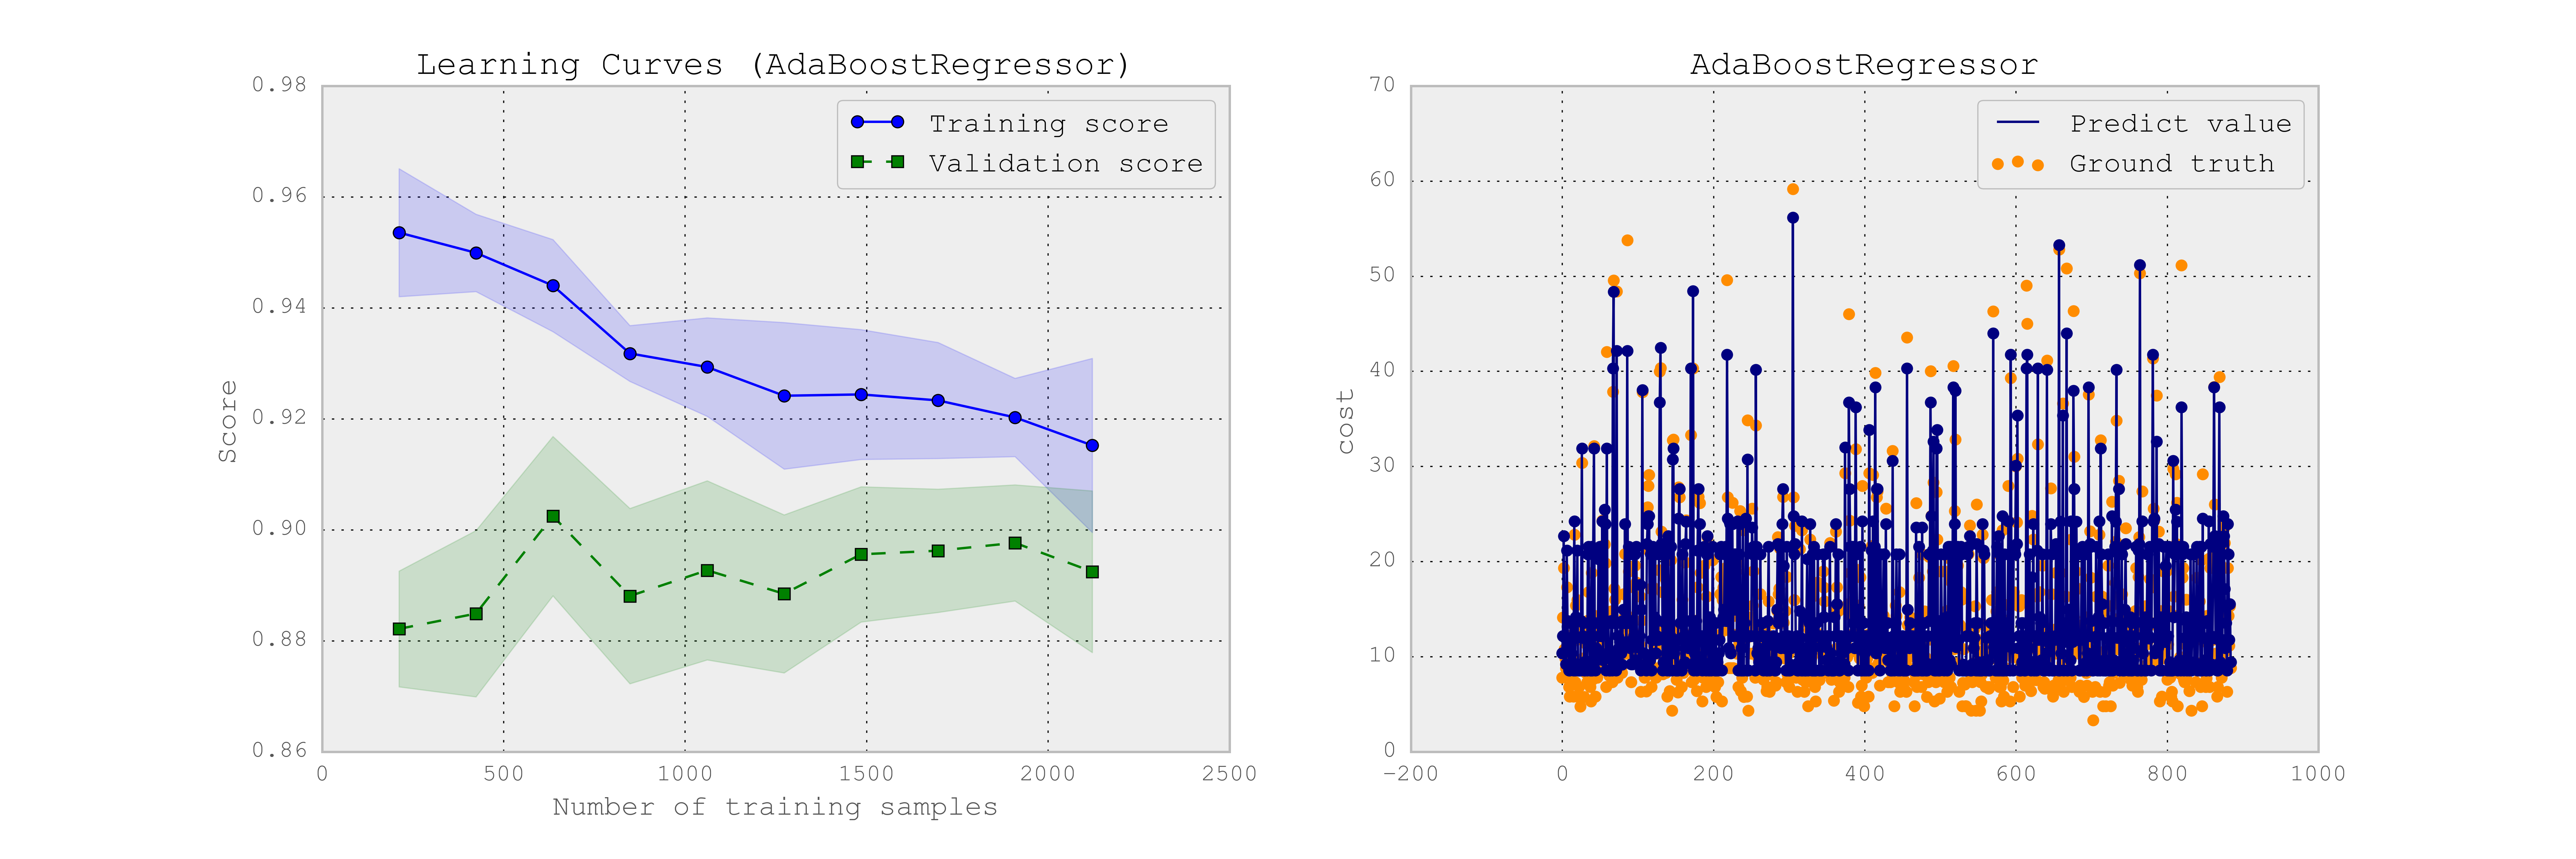 Learning Curves (AdaBoostRegressor)
0.98
0.96
0.94
0.92
0.90
0.88
0.86
Score
Training score
Validation score
0 500 1000 1500 2000 2500
Number of training samples
AdaBoostRegressor
70
60
50
40
30
20
10
0
cost
Predict value
Ground truth
−200 0 200 400 600 800 1000